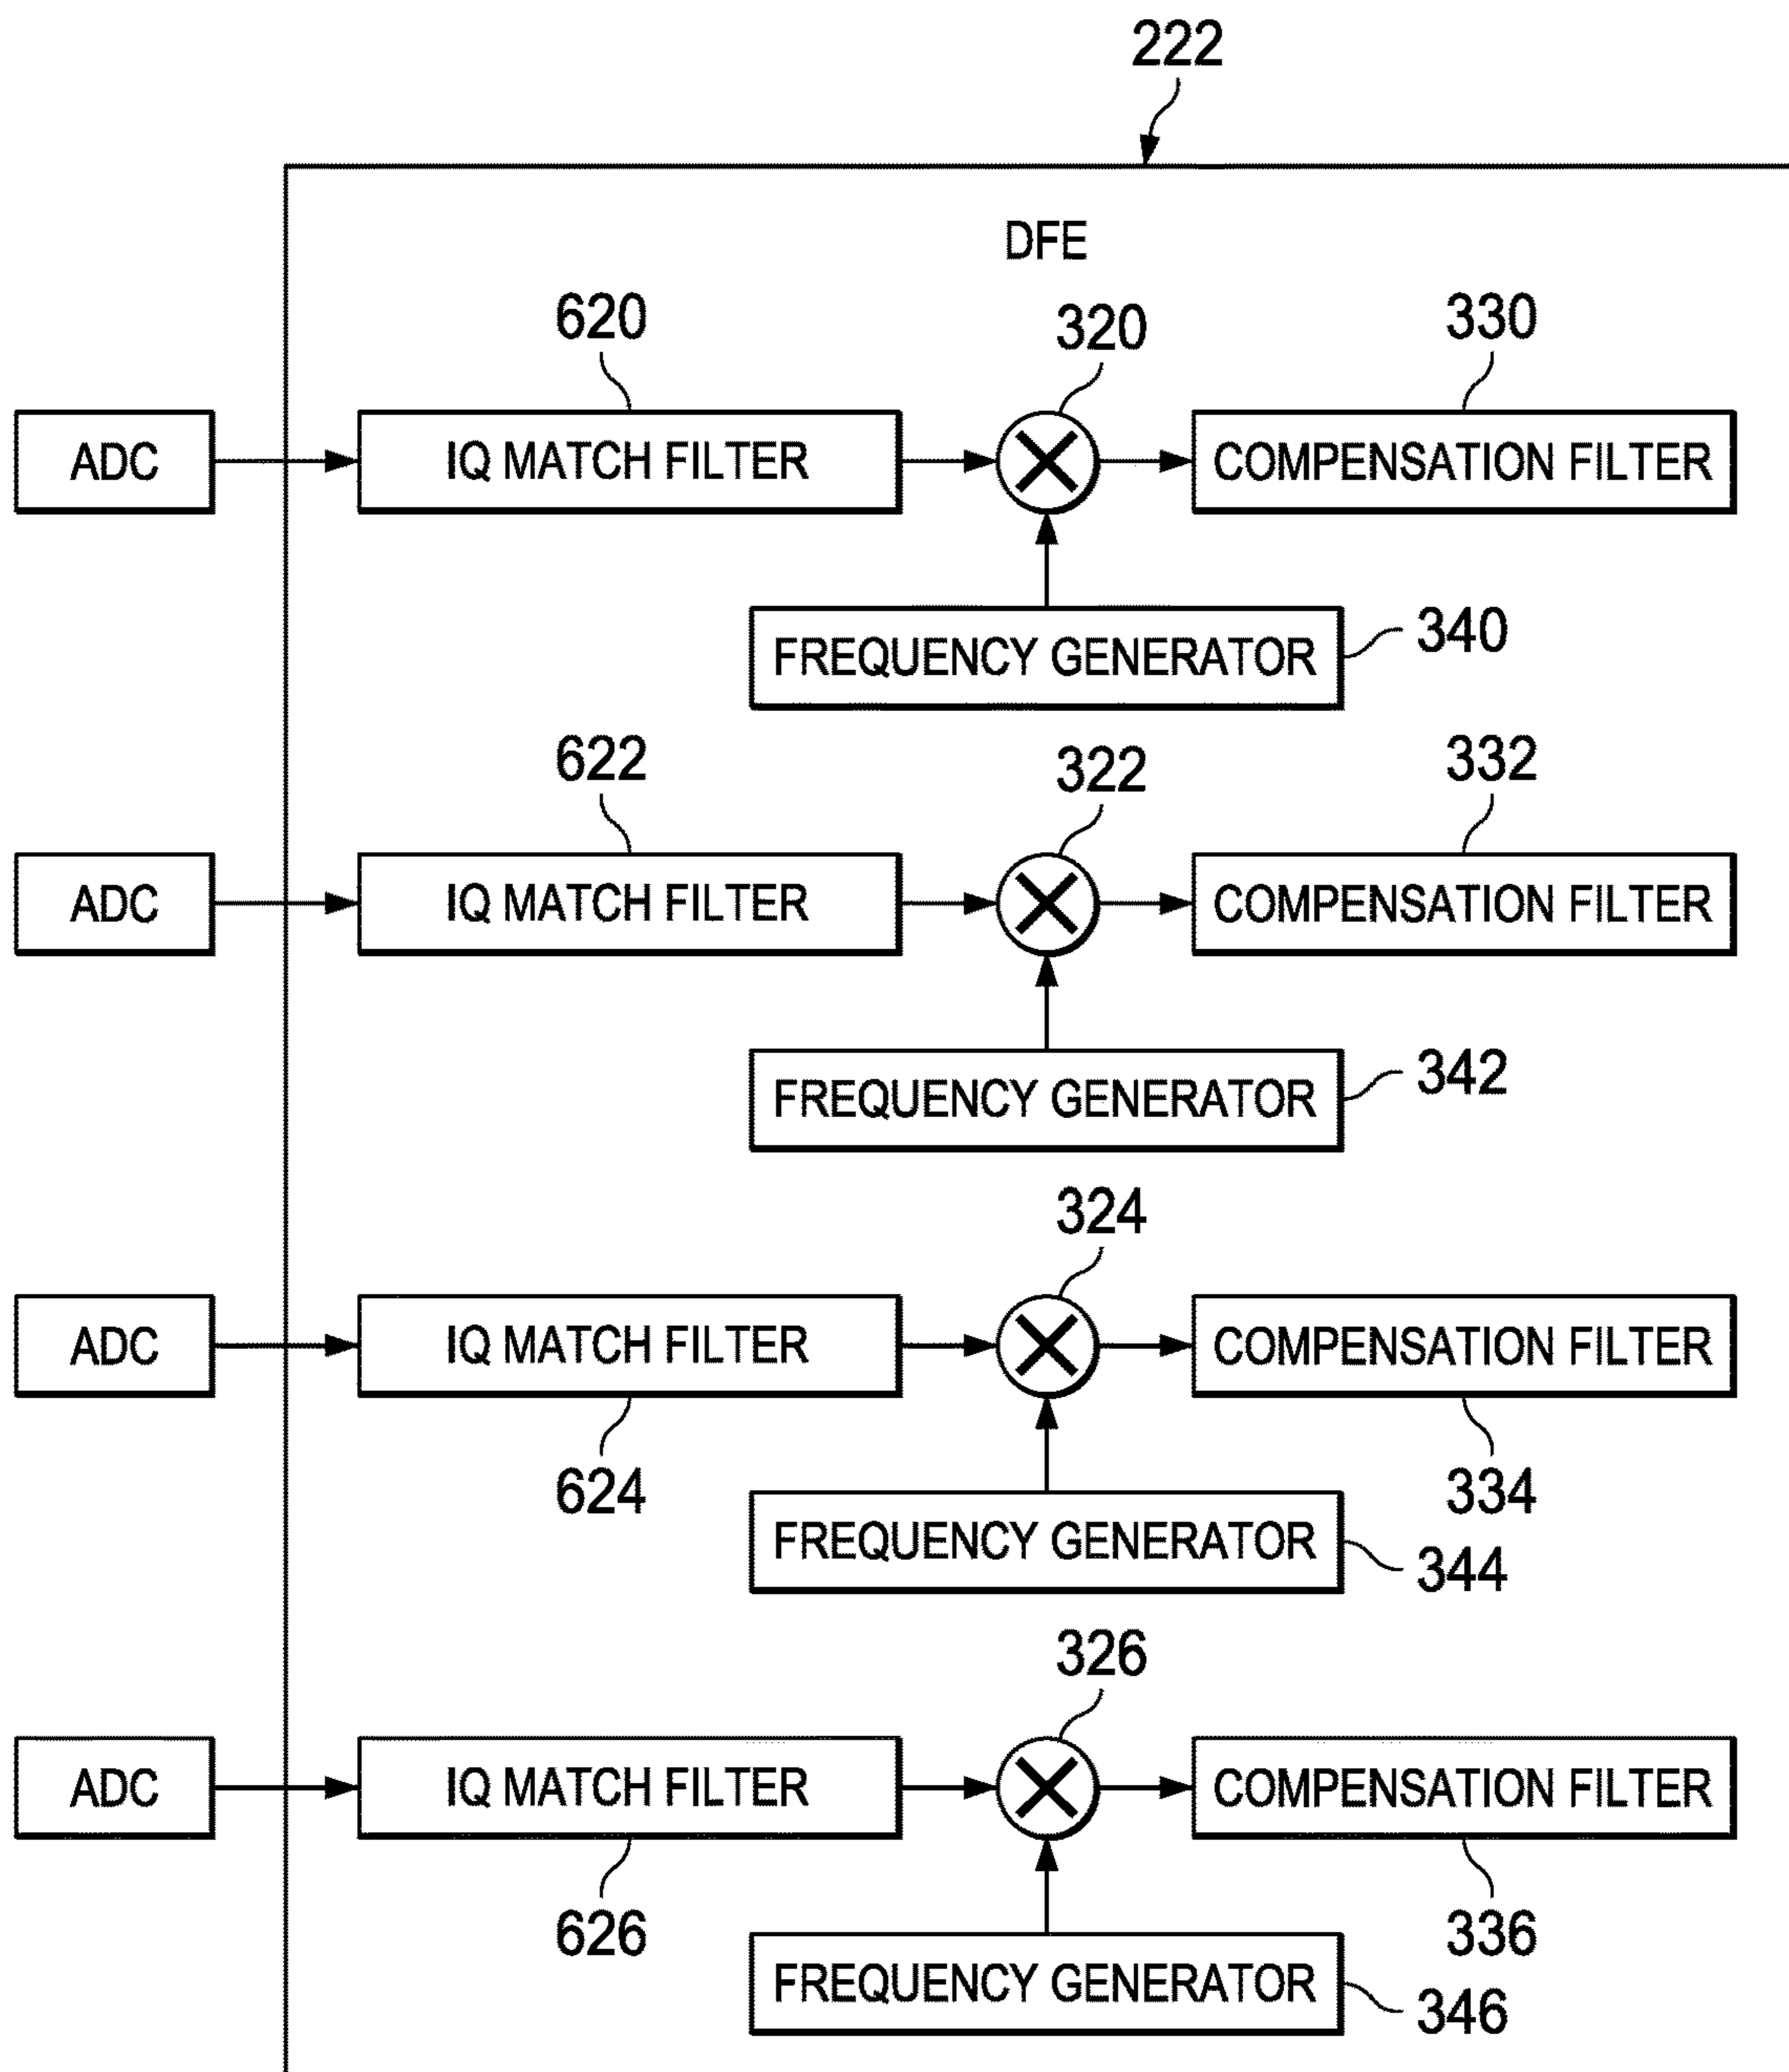 222
DFE
620
320
330
ADC
IQ MATCH FILTER
COMPENSATION FILTER
FREQUENCY GENERATOR
340
622
322
332
ADC
IQ MATCH FILTER
COMPENSATION FILTER
FREQUENCY GENERATOR
342
324
ADC
IQ MATCH FILTER
COMPENSATION FILTER
624
FREQUENCY GENERATOR
334
344
326
ADC
IQ MATCH FILTER
COMPENSATION FILTER
626
FREQUENCY GENERATOR
336
346